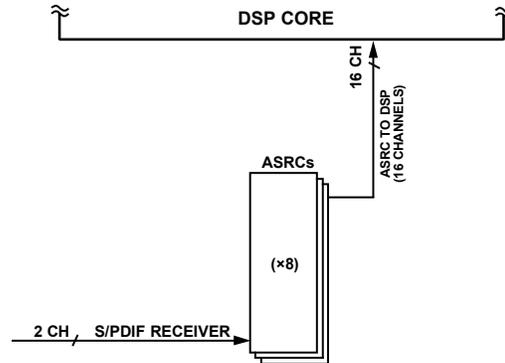 DSP CORE
16 CH
ASRC TO DSP
(16 CHANNELS)
ASRCs
(×8)
2 CH
S/PDIF RECEIVER